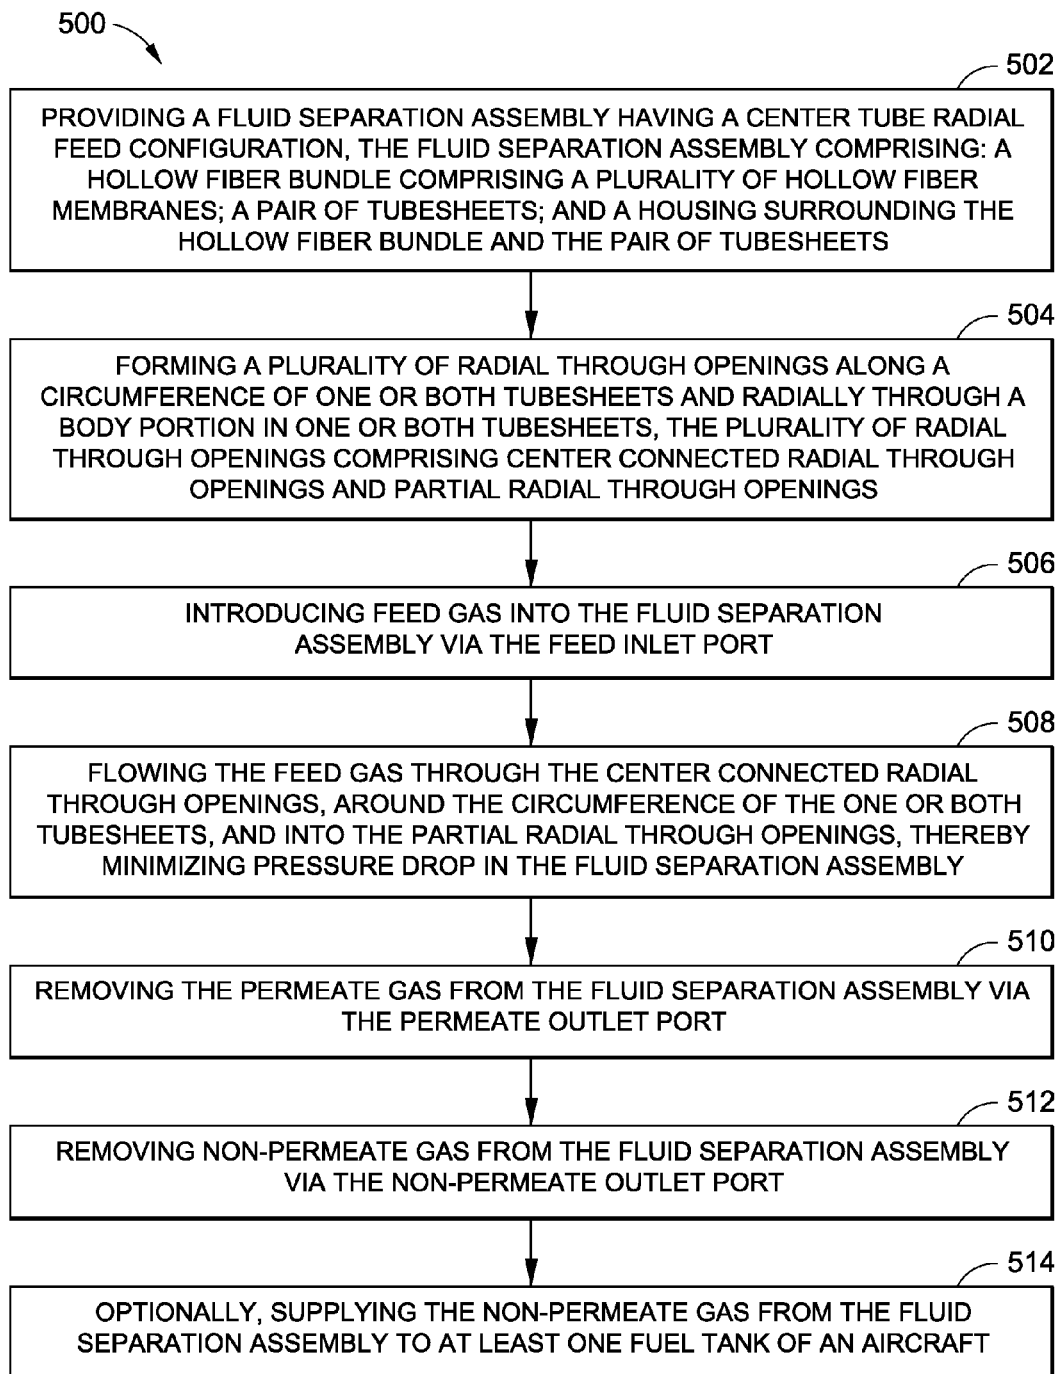 500
502
PROVIDING A FLUID SEPARATION ASSEMBLY HAVING A CENTER TUBE RADIAL
FEED CONFIGURATION, THE FLUID SEPARATION ASSEMBLY COMPRISING: A
HOLLOW FIBER BUNDLE COMPRISING A PLURALITY OF HOLLOW FIBER
MEMBRANES; A PAIR OF TUBESHEETS; AND A HOUSING SURROUNDING THE
HOLLOW FIBER BUNDLE AND THE PAIR OF TUBESHEETS
504
FORMING A PLURALITY OF RADIAL THROUGH OPENINGS ALONG A
CIRCUMFERENCE OF ONE OR BOTH TUBESHEETS AND RADIALLY THROUGH A
BODY PORTION IN ONE OR BOTH TUBESHEETS, THE PLURALITY OF RADIAL
THROUGH OPENINGS COMPRISING CENTER CONNECTED RADIAL THROUGH
OPENINGS AND PARTIAL RADIAL THROUGH OPENINGS
506
INTRODUCING FEED GAS INTO THE FLUID SEPARATION
ASSEMBLY VIA THE FEED INLET PORT
508
FLOWING THE FEED GAS THROUGH THE CENTER CONNECTED RADIAL
THROUGH OPENINGS, AROUND THE CIRCUMFERENCE OF THE ONE OR BOTH
TUBESHEETS, AND INTO THE PARTIAL RADIAL THROUGH OPENINGS, THEREBY
MINIMIZING PRESSURE DROP IN THE FLUID SEPARATION ASSEMBLY
510
REMOVING THE PERMEATE GAS FROM THE FLUID SEPARATION ASSEMBLY VIA
THE PERMEATE OUTLET PORT
512
REMOVING NON-PERMEATE GAS FROM THE FLUID SEPARATION ASSEMBLY
VIA THE NON-PERMEATE OUTLET PORT
514
OPTIONALLY, SUPPLYING THE NON-PERMEATE GAS FROM THE FLUID
SEPARATION ASSEMBLY TO AT LEAST ONE FUEL TANK OF AN AIRCRAFT